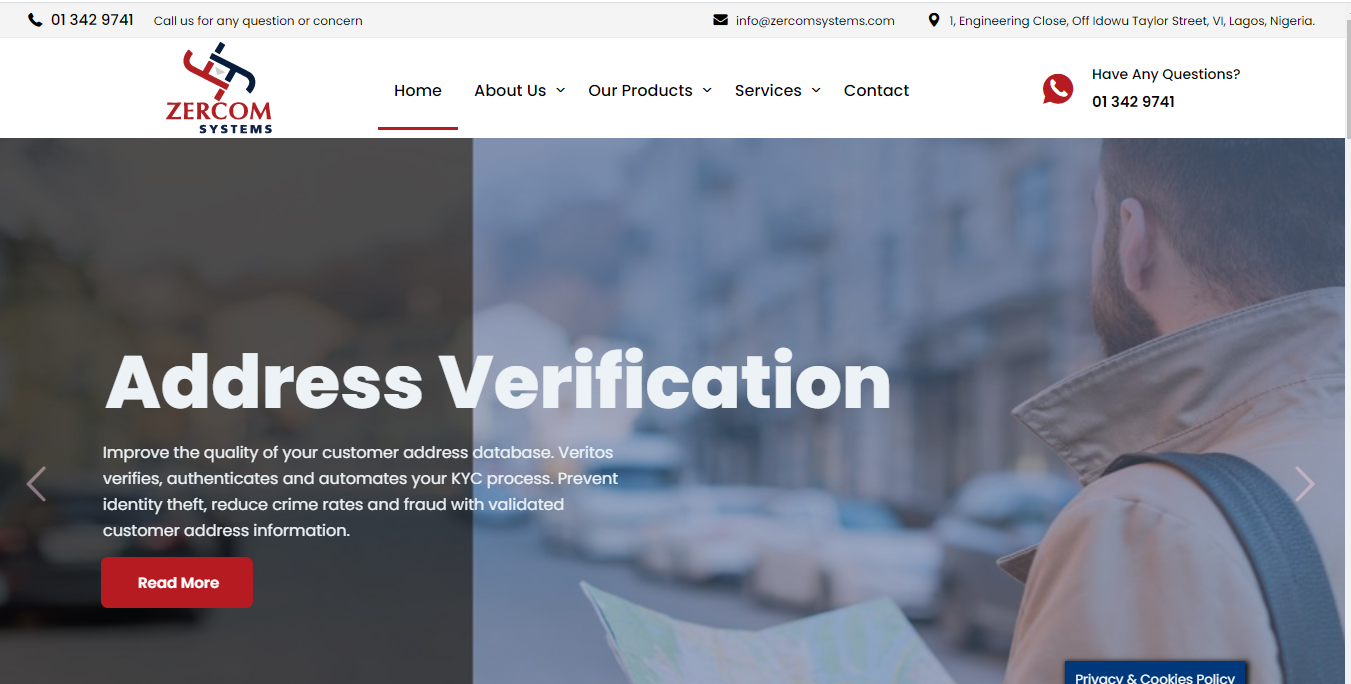 01 342 9741 Call us for any question or concern info@zercomsystems.com 1, Engineering Close, Off Idowu Taylor Street, VI, Lagos, Nigeria.
ZERCOM
SYSTEMS
Home About Us Our Products Services Contact
Have Any Questions?
01 342 9741
Address Verification
Improve the quality of your customer address database. Veritos
verifies, authenticates and automates your KYC process. Prevent
identity theft, reduce crime rates and fraud with validated
customer address information.
Read More
Privacy & Cookies Policy